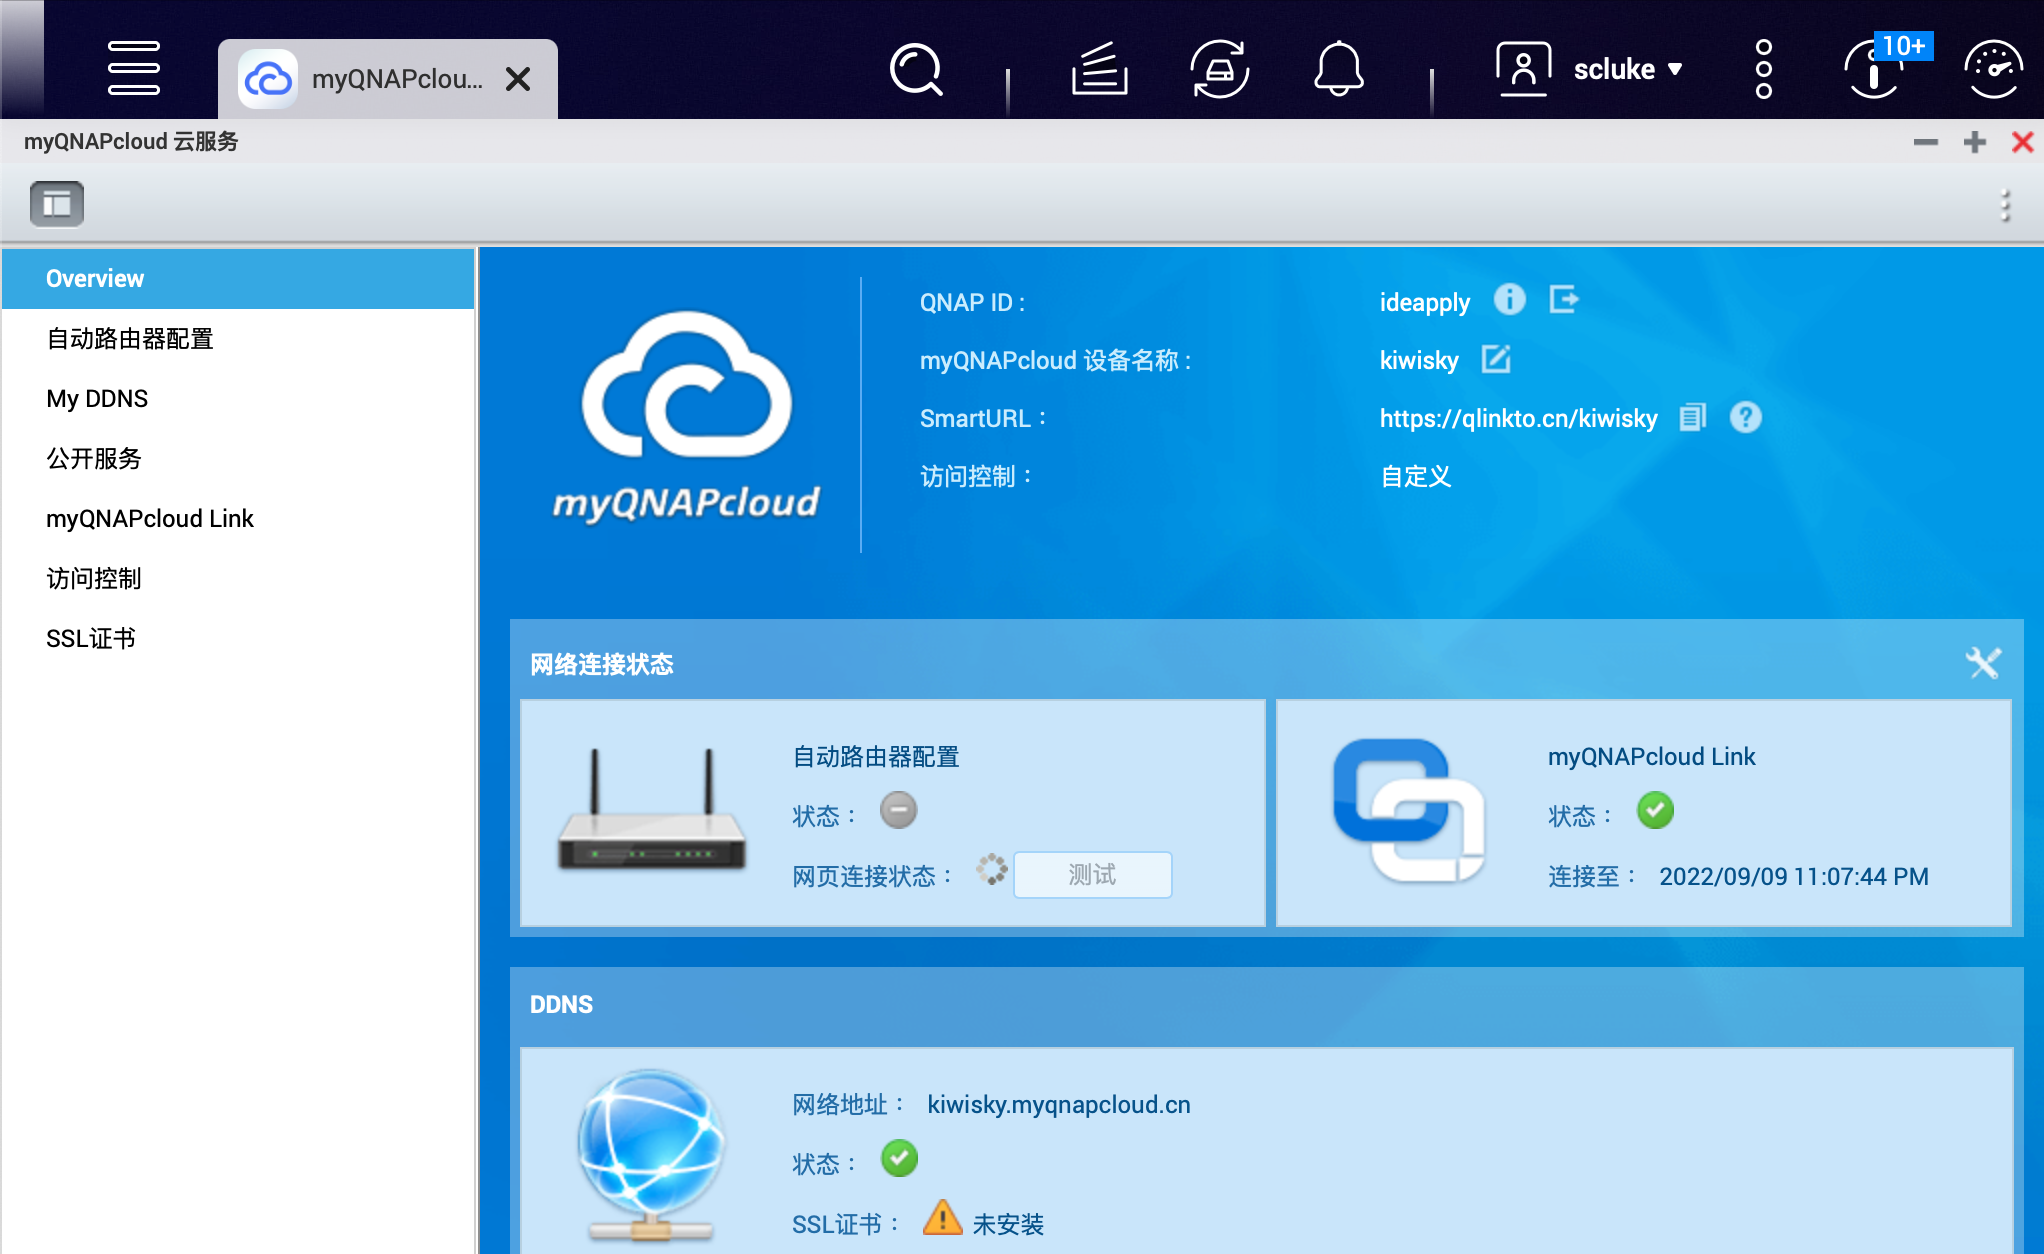 myQNAPclou...
scluke
10+
myQNAPcloud 云服务
Overview
自动路由器配置
My DDNS
公开服务
myQNAPcloud Link
访问控制
SSL证书
myQNAPcloud
QNAP ID :
ideapply
myQNAPcloud 设备名称 :
kiwisky
SmartURL：
https://qlinkto.cn/kiwisky
访问控制：
自定义
网络连接状态
自动路由器配置
状态：
网页连接状态：
测试
myQNAPcloud Link
状态：
连接至： 2022/09/09 11:07:44 PM
DDNS
网络地址： kiwisky.myqnapcloud.cn
状态：
SSL证书： 未安装